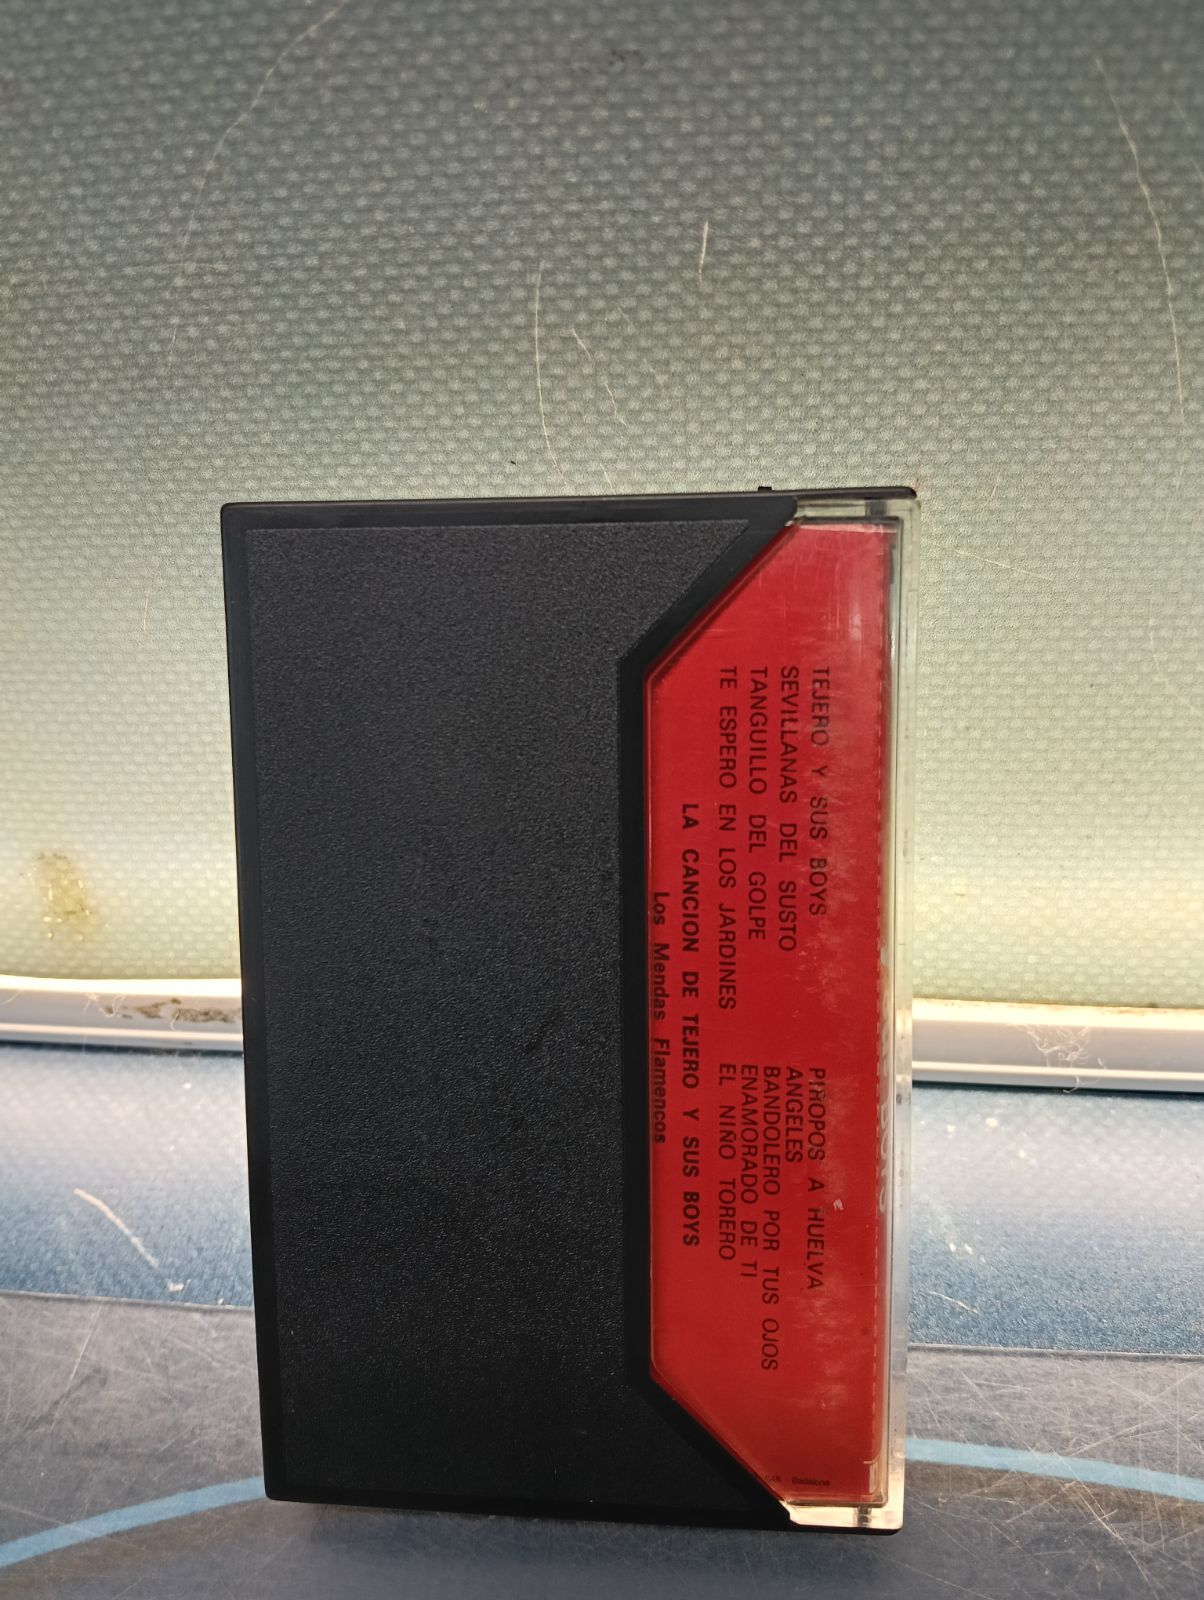 TEJERO Y SUS BOYS
SEVILLANAS DEL SUSTO
TANGUILLO DEL GOLPE
TE ESPERO EN LOS JARDINES
PIROPOS A HUELVA
ANGELES
BANDOLERO POR TUS OJOS
ENAMORADO DE TI
EL NIÑO TORERO
LA CANCION DE TEJERO Y SUS BOYS
Los Mendas Flamencos